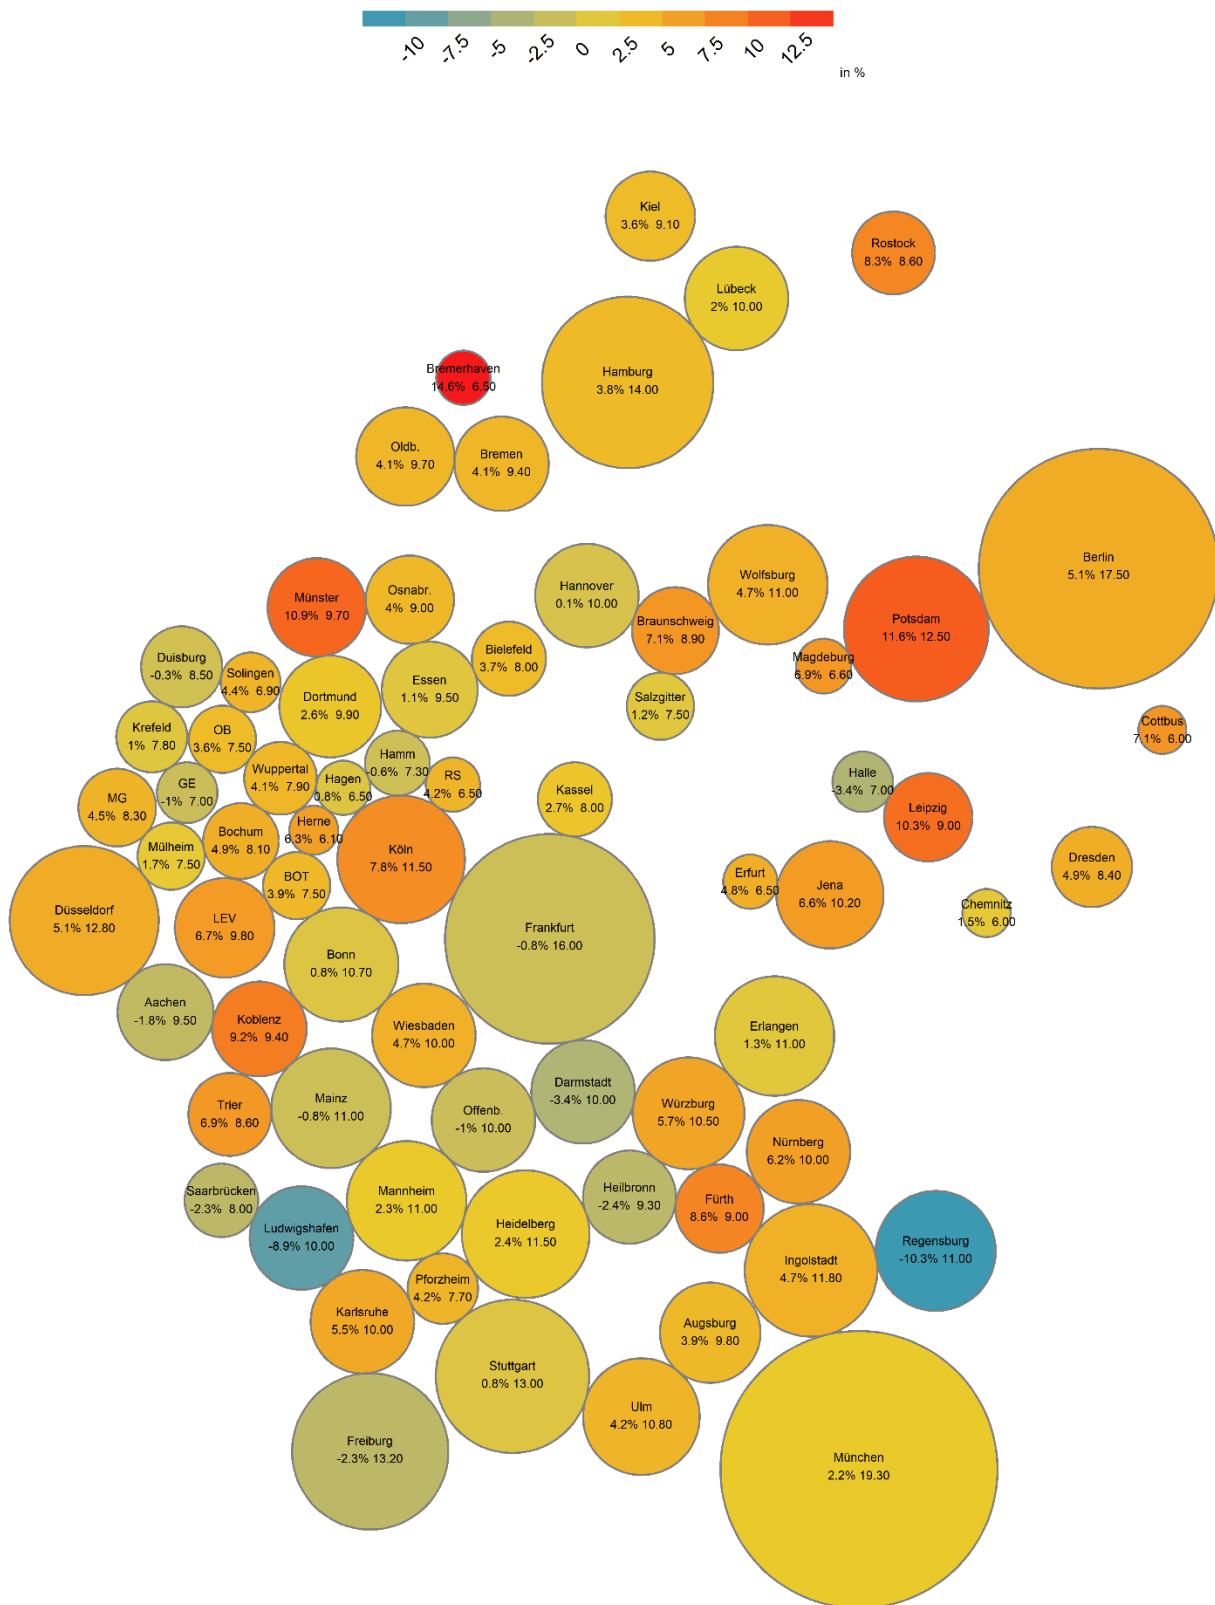 -10
-7.5
-5
-2.5
0
2.5
5
7.5
10
12.5
in %
Kiel
3.6% 9.10
Rostock
8.3% 8.60
Lübeck
2% 10.00
Hamburg
3.8% 14.00
Bremerhaven
14.6% 6.50
Oldb.
4.1% 9.70
Bremen
4.1% 9.40
Berlin
5.1% 17.50
Wolfsburg
4.7% 11.00
Hannover
0.1% 10.00
Osnabr.
4% 9.00
Münster
10.9% 9.70
Braunschweig
7.1% 8.90
Potsdam
11.6% 12.50
Bielefeld
3.7% 8.00
Magdeburg
6.9% 6.60
Duisburg
-0.3% 8.50
Solingen
4.4% 6.90
Dortmund
2.6% 9.90
Essen
1.1% 9.50
Salzgitter
1.2% 7.50
Cottbus
7.1% 6.00
Krefeld
1% 7.80
OB
3.6% 7.50
Hamm
-0.6% 7.30
Wuppertal
4.1% 7.90
Hagen
0.8% 6.50
RS
4.2% 6.50
GE
-1% 7.00
MG
4.5% 8.30
Kassel
2.7% 8.00
Halle
-3.4% 7.00
Leipzig
10.3% 9.00
Herne
6.3% 6.10
Bochum
4.9% 8.10
Mülheim
1.7% 7.50
Köln
7.8% 11.50
Dresden
4.9% 8.40
BOT
3.9% 7.50
Erfurt
4.8% 6.50
Jena
6.6% 10.20
Chemnitz
1.5% 6.00
Düsseldorf
5.1% 12.80
LEV
6.7% 9.80
Frankfurt
-0.8% 16.00
Bonn
0.8% 10.70
Aachen
-1.8% 9.50
Koblenz
9.2% 9.40
Wiesbaden
4.7% 10.00
Erlangen
1.3% 11.00
Darmstadt
-3.4% 10.00
Mainz
-0.8% 11.00
Trier
6.9% 8.60
Offenb.
-1% 10.00
Würzburg
5.7% 10.50
Nürnberg
6.2% 10.00
Saarbrücken
-2.3% 8.00
Mannheim
2.3% 11.00
Heilbronn
-2.4% 9.30
Fürth
8.6% 9.00
Ludwigshafen
-8.9% 10.00
Heidelberg
2.4% 11.50
Regensburg
-10.3% 11.00
Ingolstadt
4.7% 11.80
Pforzheim
4.2% 7.70
Karlsruhe
5.5% 10.00
Augsburg
3.9% 9.80
Stuttgart
0.8% 13.00
Ulm
4.2% 10.80
Freiburg
-2.3% 13.20
München
2.2% 19.30